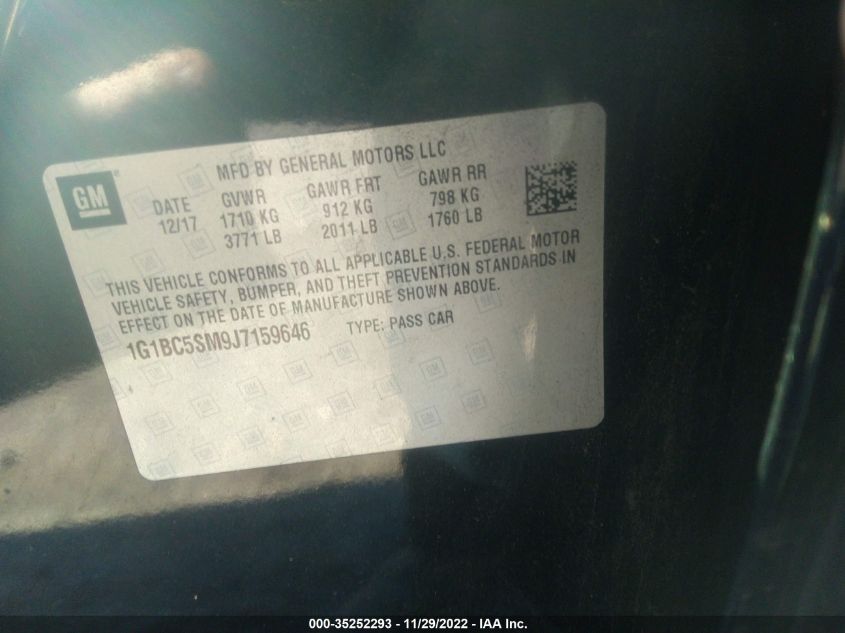 MFD BY GENERAL MOTORS LLC
GM
DATE GVWR GAWR FRT GAWR RR
12/17 1710 KG 912 KG 798 KG
3771 LB 2011 LB 1760 LB
THIS VEHICLE CONFORMS TO ALL APPLICABLE U.S. FEDERAL MOTOR
VEHICLE SAFETY, BUMPER, AND THEFT PREVENTION STANDARDS IN
EFFECT ON THE DATE OF MANUFACTURE SHOWN ABOVE.
1G1BC5SM9J7159646 TYPE: PASS CAR
000-35252293 - 11/29/2022 - IAA Inc.